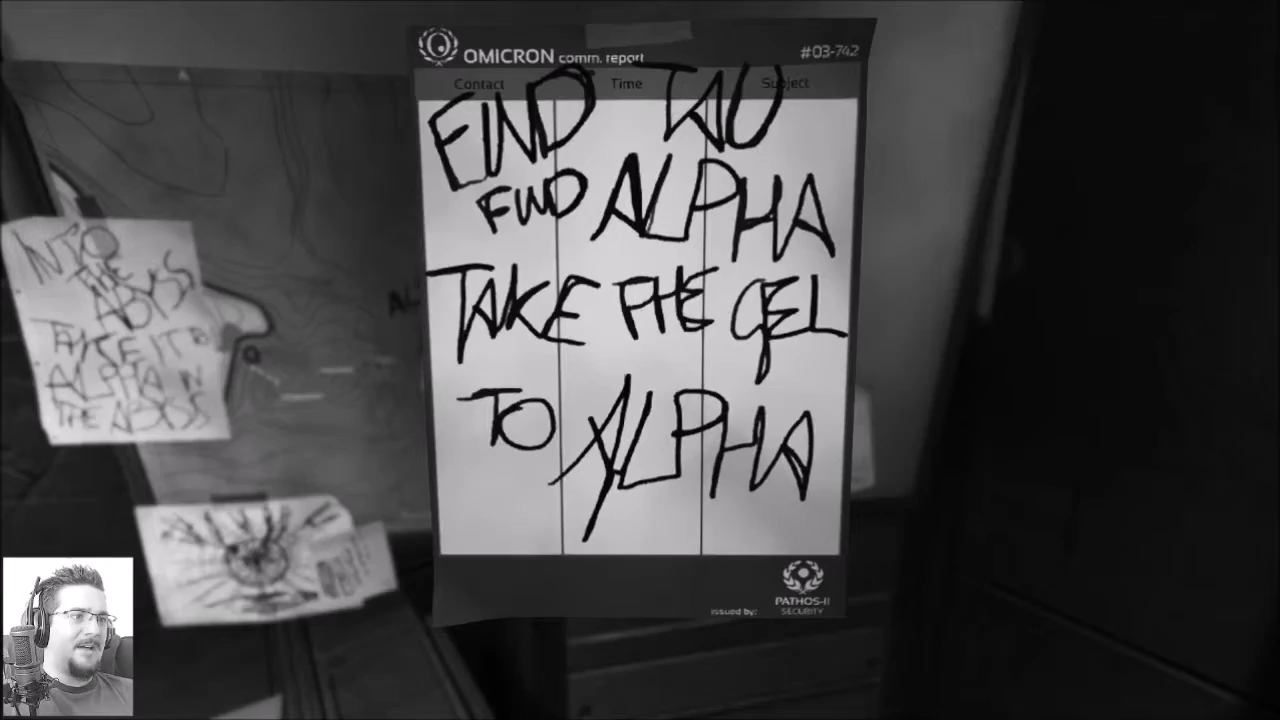 OMICRON comm. report #03-742
Contact Time Subject
FIND TAU
FIND ALPHA
TAKE THE GEL
TO ALPHA
issued by:
PATHOS-II
SECURITY
INTO
THE
ABYSS
TAKE IT TO
ALPHA IN
THE ABYSS
AL